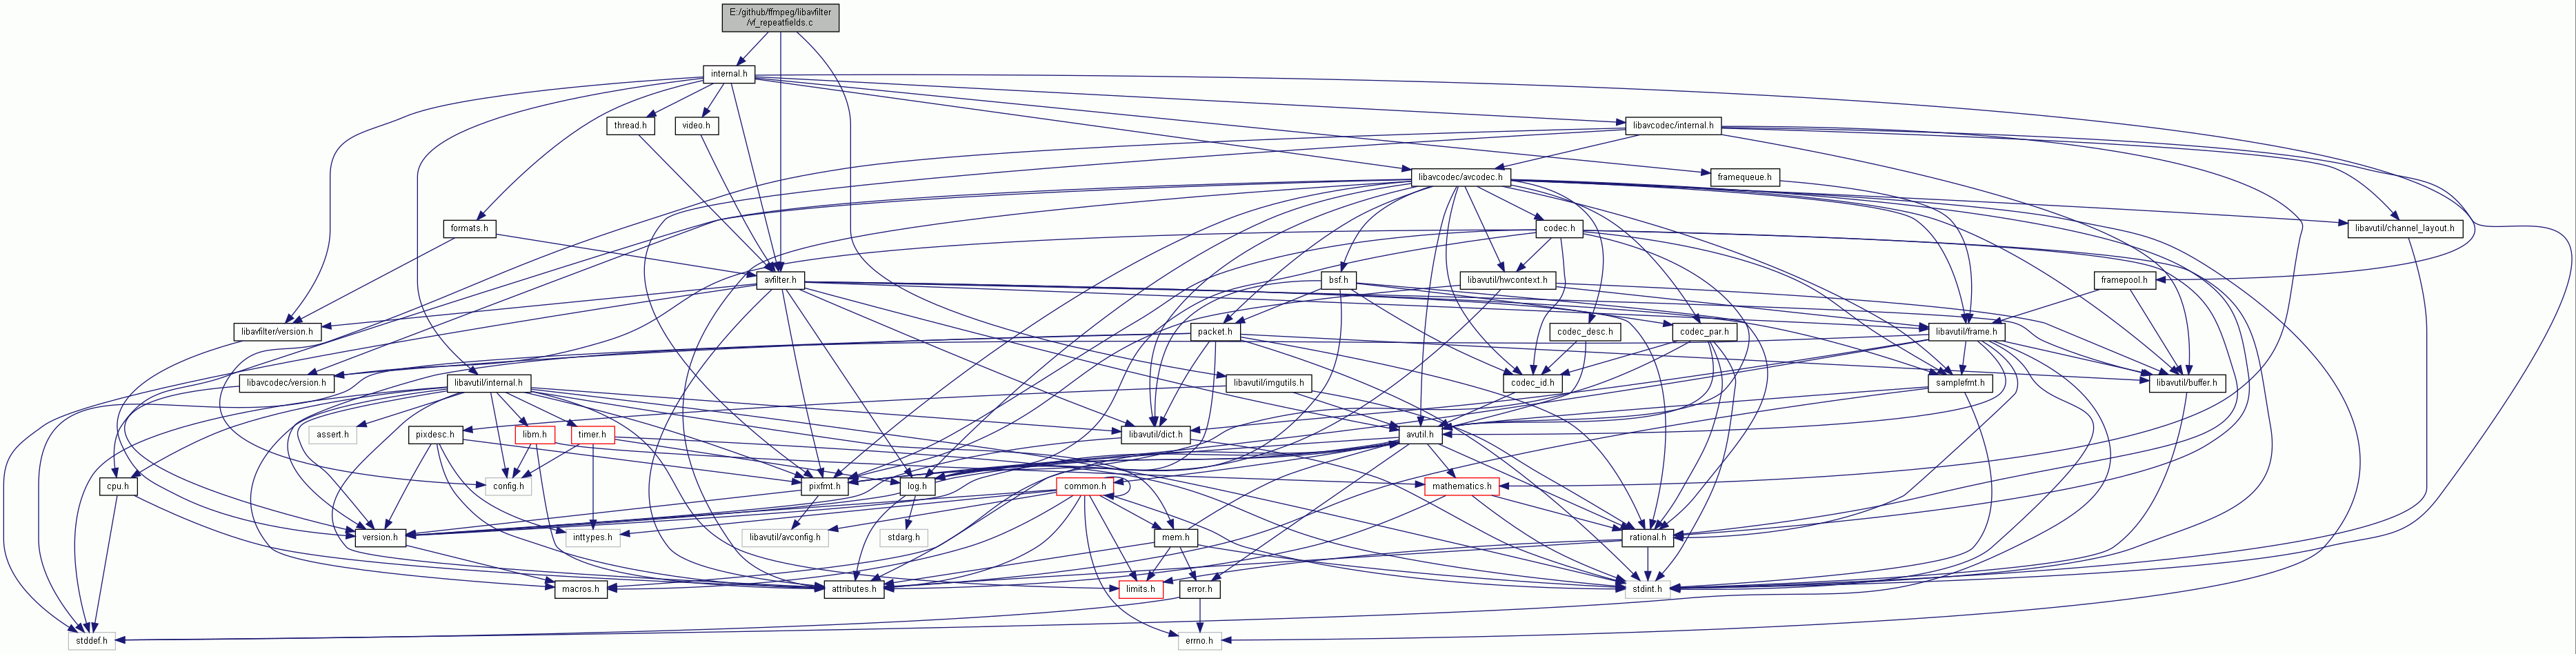 E:/github/ffmpeg/libavfilter
/vf_repeatfields.c
internal.h
thread.h
video.h
libavcodec/internal.h
libavcodec/avcodec.h
framequeue.h
formats.h
codec.h
libavutil/channel_layout.h
avfilter.h
bsf.h
libavutil/hwcontext.h
framepool.h
libavfilter/version.h
packet.h
codec_desc.h
codec_par.h
libavutil/frame.h
libavcodec/version.h
libavutil/internal.h
libavutil/imgutils.h
codec_id.h
samplefmt.h
libavutil/buffer.h
assert.h
pixdesc.h
libm.h
timer.h
libavutil/dict.h
avutil.h
cpu.h
config.h
pixfmt.h
log.h
common.h
mathematics.h
version.h
inttypes.h
libavutil/avconfig.h
stdarg.h
mem.h
rational.h
macros.h
attributes.h
limits.h
error.h
stdint.h
stddef.h
errno.h